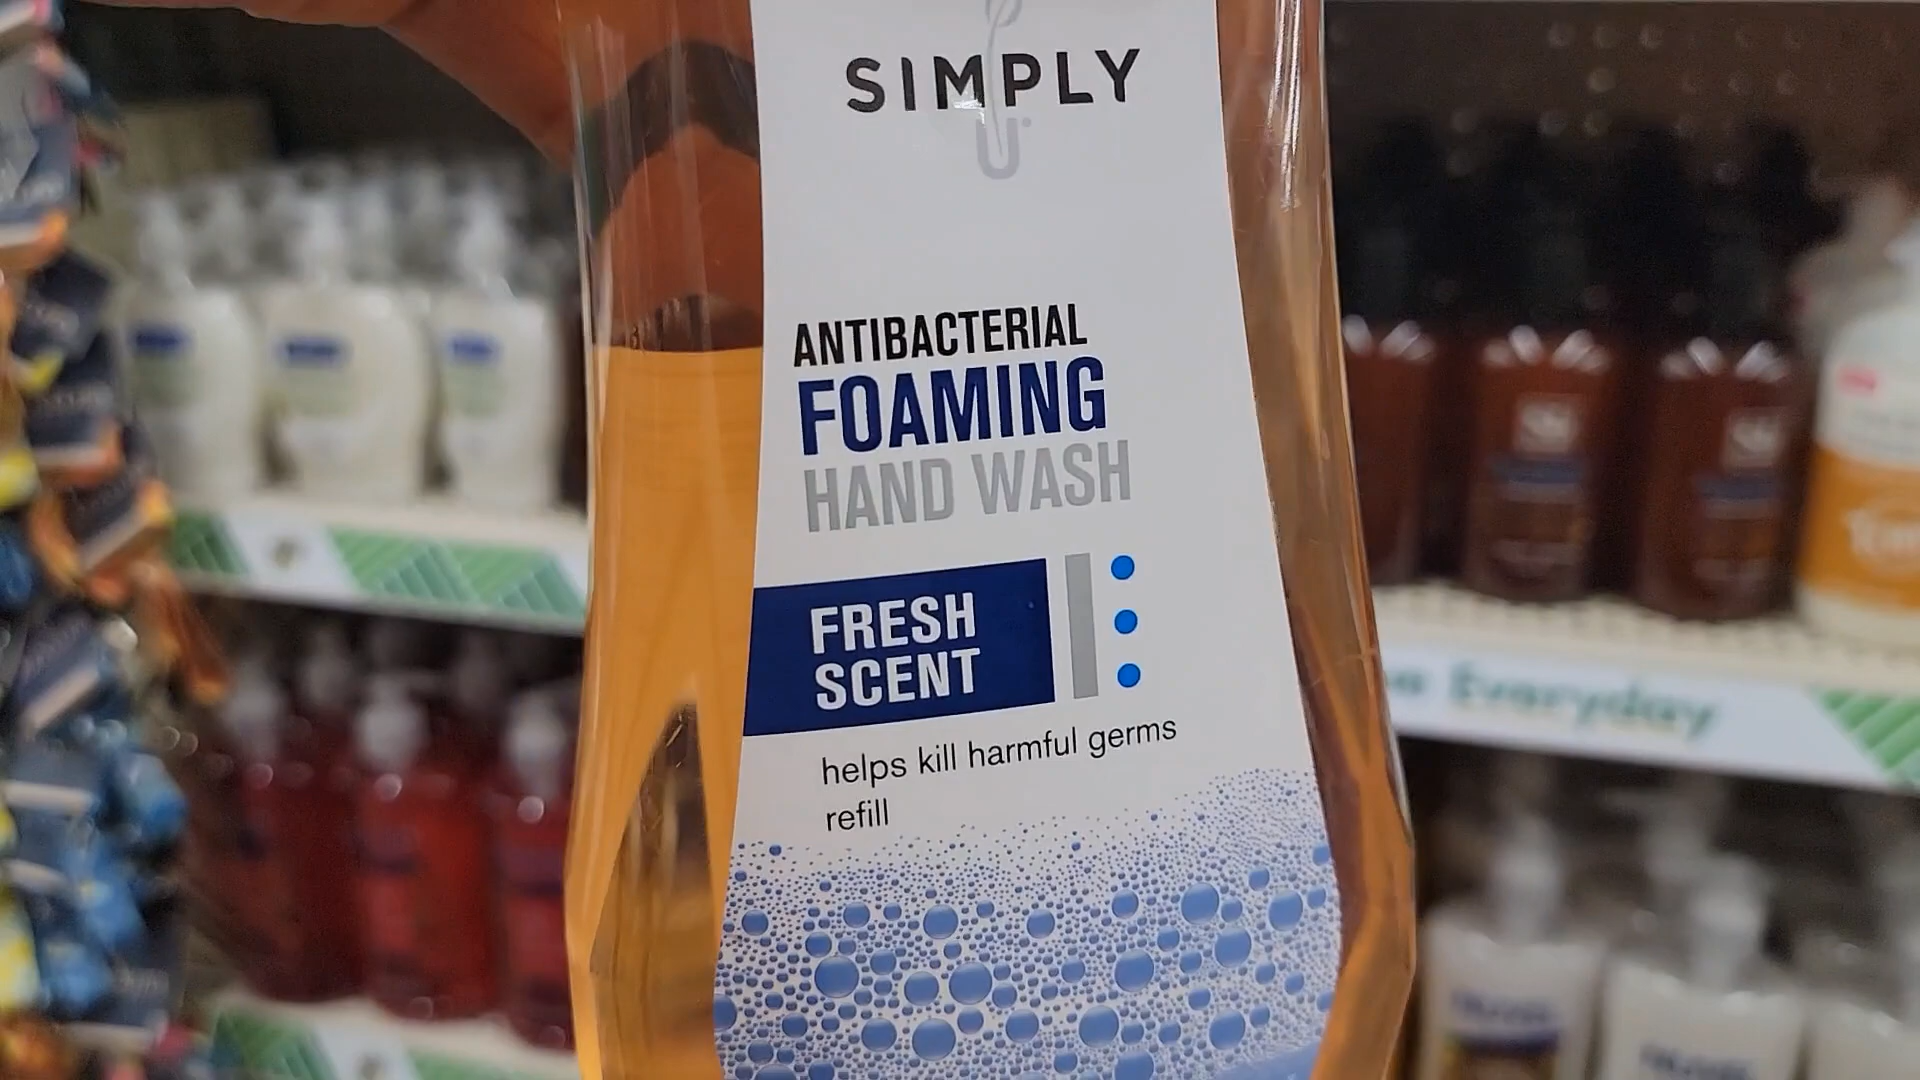 SIMPLY
U
ANTIBACTERIAL
FOAMING
HAND WASH
FRESH
SCENT
helps kill harmful germs
refill
Everyday